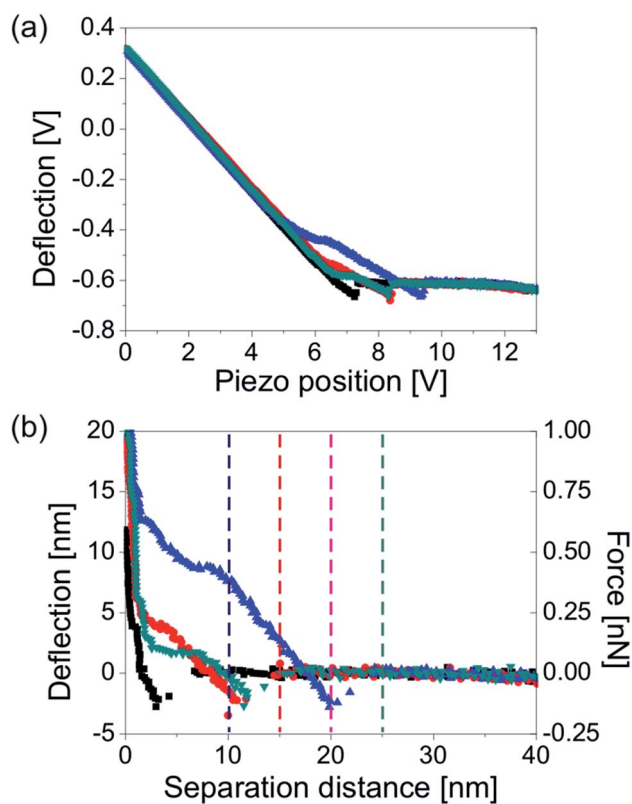 (a)
0.4
0.2
0.0
-0.2
-0.4
-0.6
-0.8
Deflection [V]
0 2 4 6 8 10 12
Piezo position [V]
(b)
20
15
10
5
0
-5
Deflection [nm]
1.00
0.75
0.50
0.25
0.00
-0.25
Force [nN]
0 10 20 30 40
Separation distance [nm]